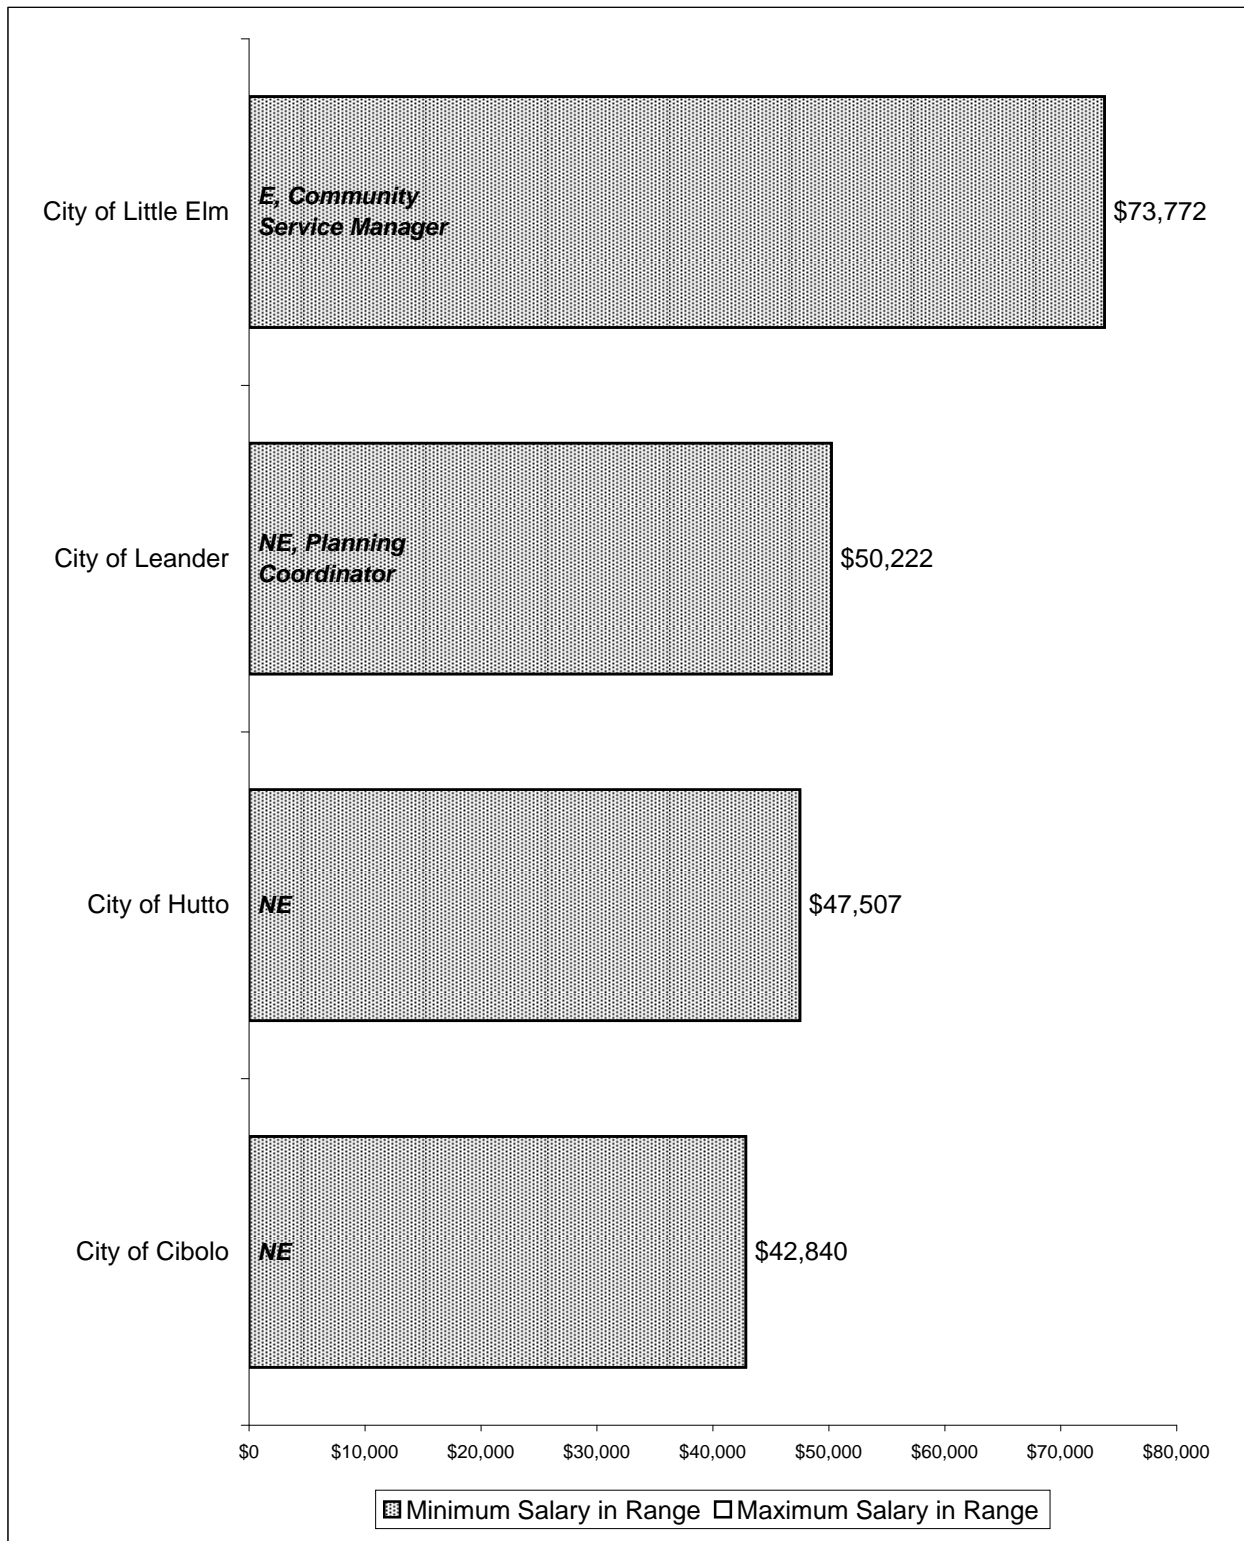 City of Little Elm
E, Community
Service Manager
$73,772
City of Leander
NE, Planning
Coordinator
$50,222
City of Hutto
NE
$47,507
City of Cibolo
NE
$42,840
$0 $10,000 $20,000 $30,000 $40,000 $50,000 $60,000 $70,000 $80,000
Minimum Salary in Range Maximum Salary in Range